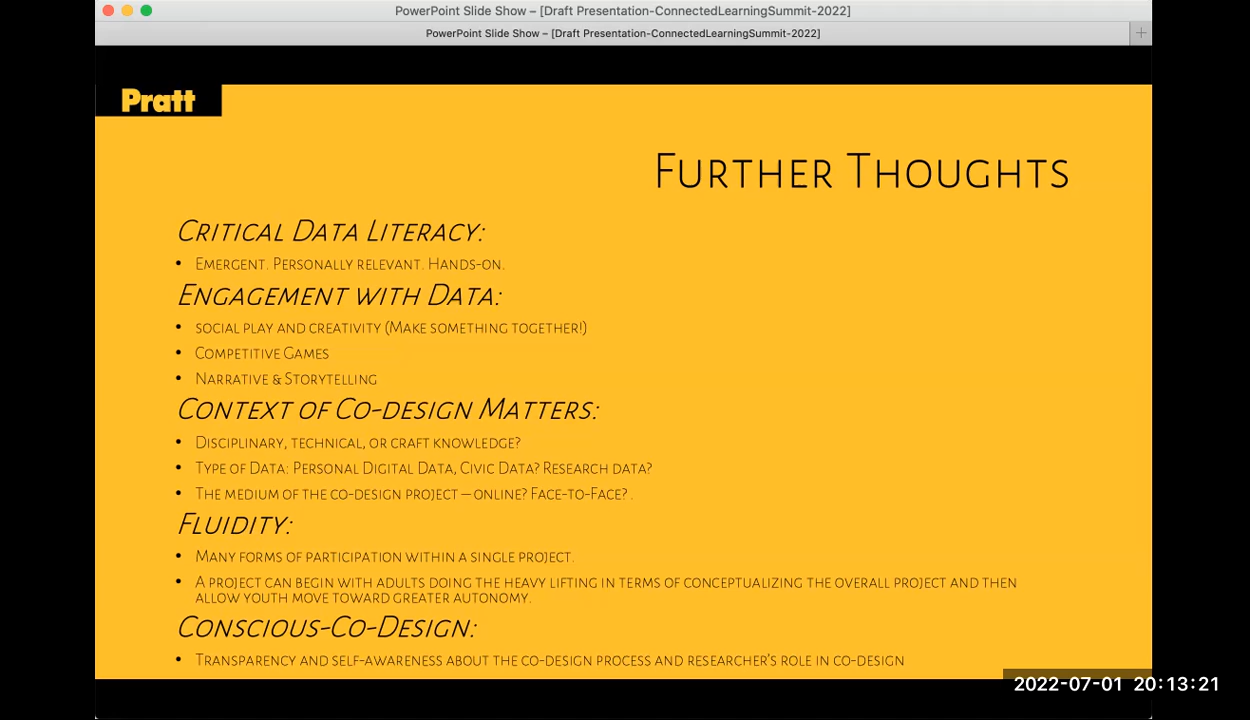 PowerPoint Slide Show – [Draft Presentation-ConnectedLearningSummit-2022]
PowerPoint Slide Show – [Draft Presentation-ConnectedLearningSummit-2022]
Pratt
Further Thoughts
Critical Data Literacy:
• Emergent. Personally relevant. Hands-on.
Engagement with Data:
• social play and creativity (Make something together!)
• Competitive Games
• Narrative & Storytelling
Context of Co-design Matters:
• Disciplinary, technical, or craft knowledge?
• Type of Data: Personal Digital Data, Civic Data? Research data?
• The medium of the co-design project – online? Face-to-Face? .
Fluidity:
• Many forms of participation within a single project.
• A project can begin with adults doing the heavy lifting in terms of conceptualizing the overall project and then
allow youth move toward greater autonomy.
Conscious-Co-Design:
• Transparency and self-awareness about the co-design process and researcher's role in co-design
2022-07-01 20:13:21